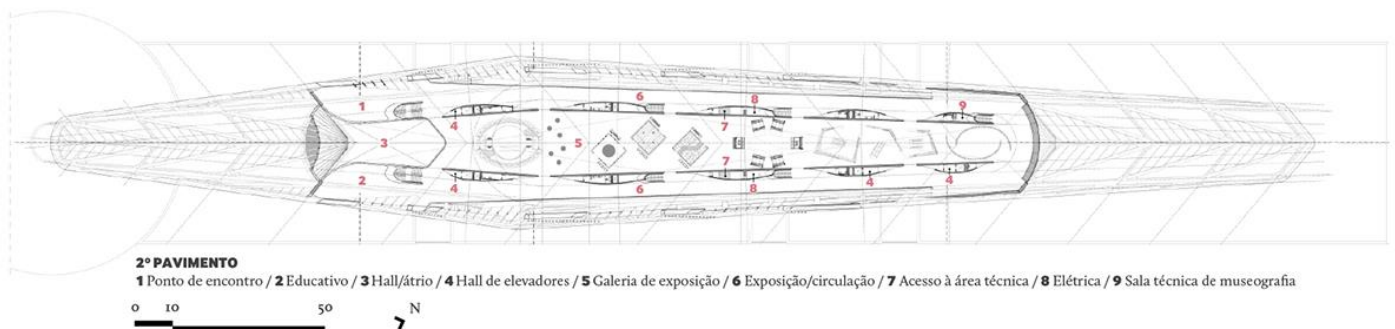 6 8 9
1
4 7
3 5
7
2 4 6 8 4 4
2º PAVIMENTO
1 Ponto de encontro / 2 Educativo / 3 Hall/átrio / 4 Hall de elevadores / 5 Galeria de exposição / 6 Exposição/circulação / 7 Acesso à área técnica / 8 Elétrica / 9 Sala técnica de museografia
0 10 50 N